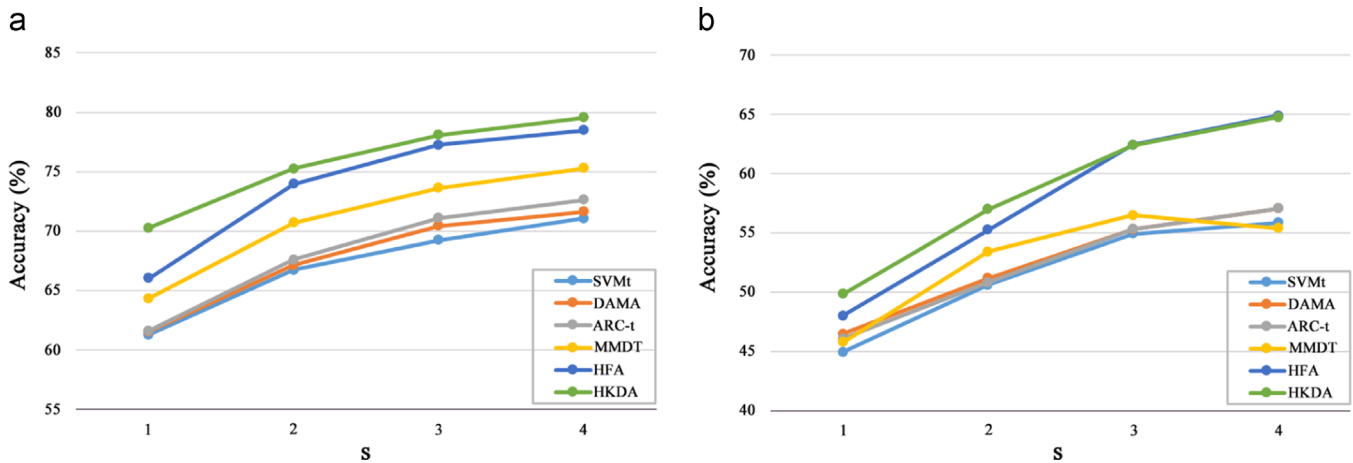 a
Accuracy (%)
85
80
75
70
65
60
55
1 2 3 4
S
SVMt
DAMA
ARC-t
MMDT
HFA
HKDA
b
Accuracy (%)
70
65
60
55
50
45
40
1 2 3 4
S
SVMt
DAMA
ARC-t
MMDT
HFA
HKDA